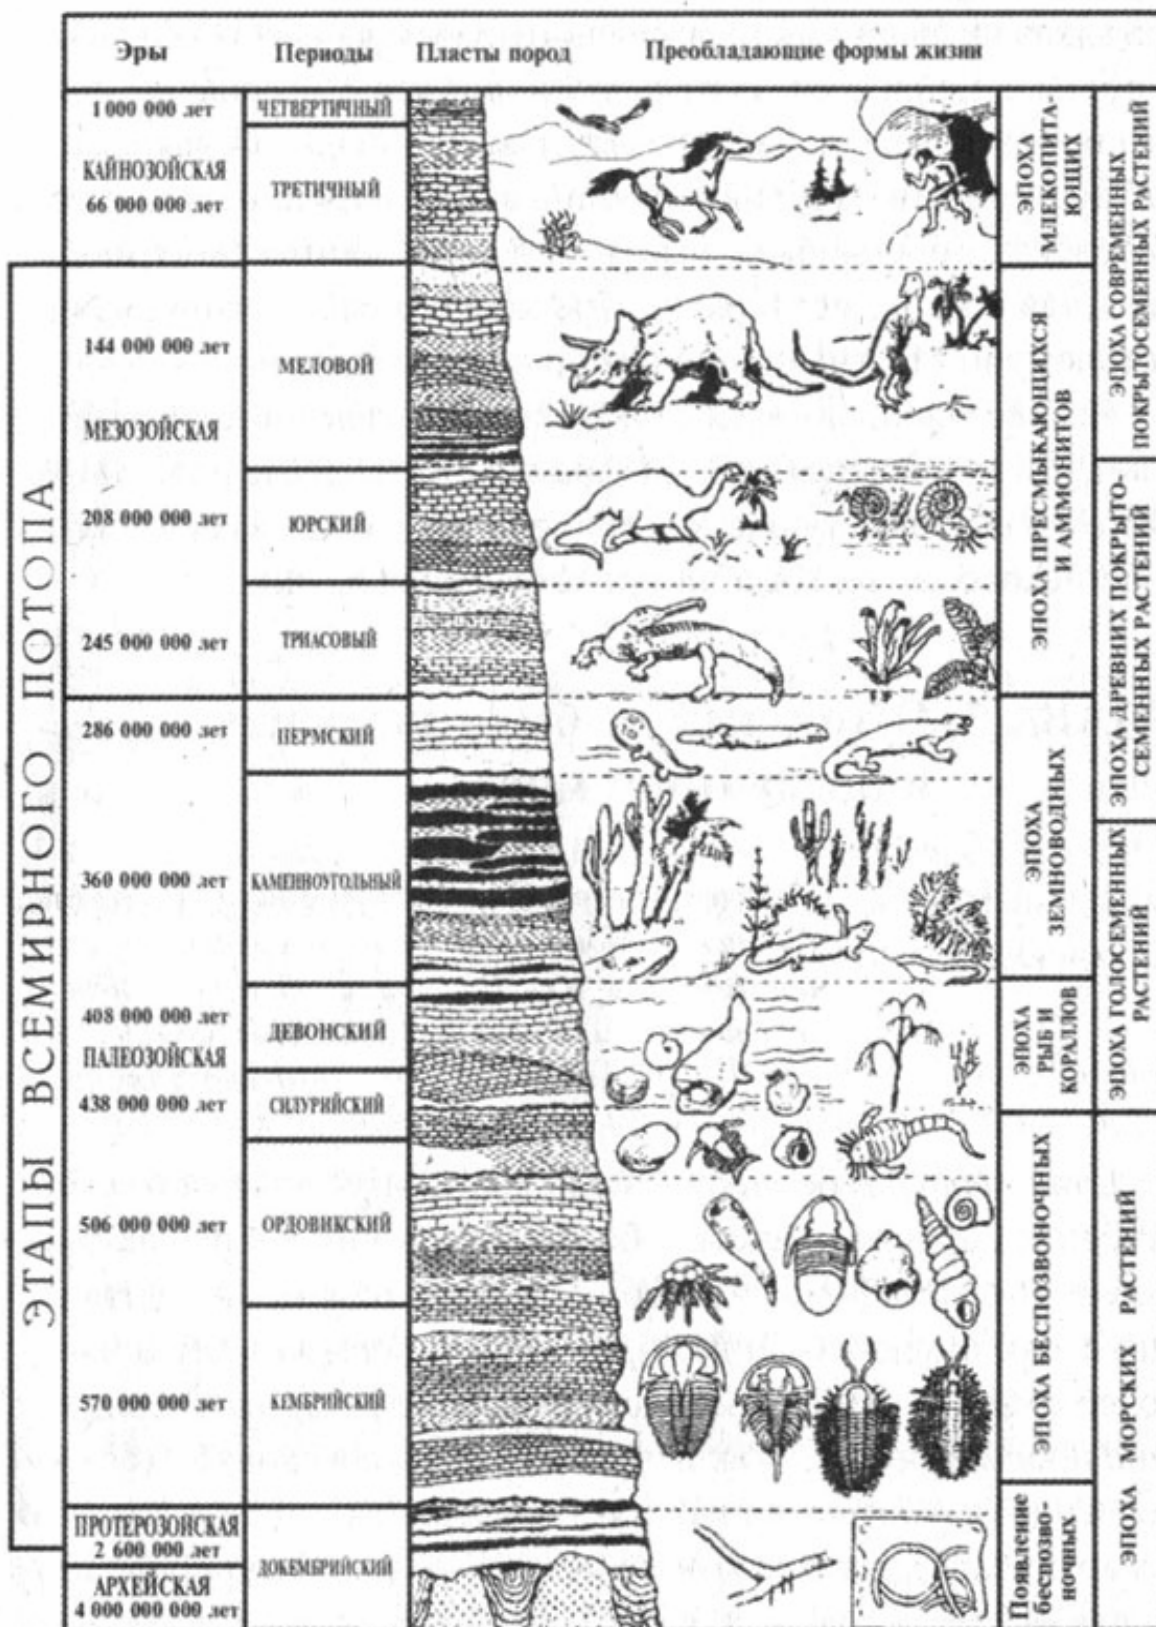 Эры
Периоды
Пласты пород
Преобладающие формы жизни
1 000 000 лет
КАЙНОЗОЙСКАЯ
66 000 000 лет
144 000 000 лет
МЕЗОЗОЙСКАЯ
208 000 000 лет
245 000 000 лет
286 000 000 лет
360 000 000 лет
408 000 000 лет
ПАЛЕОЗОЙСКАЯ
438 000 000 лет
506 000 000 лет
570 000 000 лет
ПРОТЕРОЗОЙСКАЯ
2 600 000 лет
АРХЕЙСКАЯ
4 000 000 000 лет
ЧЕТВЕРТИЧНЫЙ
ТРЕТИЧНЫЙ
МЕЛОВОЙ
ЮРСКИЙ
ТРИАСОВЫЙ
ПЕРМСКИЙ
КАМЕННОУГОЛЬНЫЙ
ДЕВОНСКИЙ
СИЛУРИЙСКИЙ
ОРДОВИКСКИЙ
КЕМБРИЙСКИЙ
ДОКЕМБРИЙСКИЙ
ЭТАПЫ ВСЕМИРНОГО ПОТОПА
ЭПОХА
МЛЕКОПИТА-
ЮЩИХ
ЭПОХА ПРЕСМЫКАЮЩИХСЯ
И АММОНИТОВ
ЭПОХА
ЗЕМНОВОДНЫХ
ЭПОХА
РЫБ И
КОРАЛЛОВ
ЭПОХА БЕСПОЗВОНОЧНЫХ
Появление
бесвнозво-
ночных
ЭПОХА СОВРЕМЕННЫХ
ПОКРЫТОСЕМЕННЫХ РАСТЕНИЙ
ЭПОХА ДРЕВНИХ ПОКРЫТО-
СЕМЕННЫХ РАСТЕНИЙ
ЭПОХА ГОЛОСЕМЕННЫХ
РАСТЕНИЙ
ЭПОХА МОРСКИХ РАСТЕНИЙ